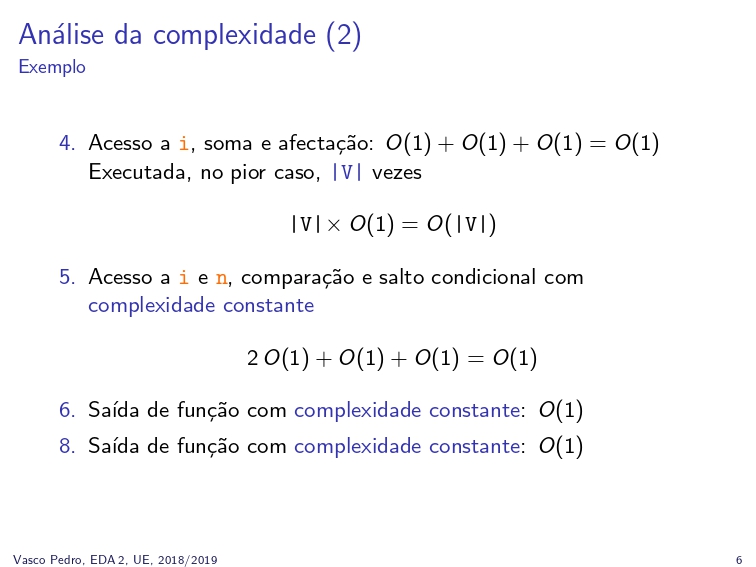 Análise da complexidade (2)
Exemplo
4. Acesso a i, soma e afectação: O(1) + O(1) + O(1) = O(1)
Executada, no pior caso, |V| vezes
|V| × O(1) = O(|V|)
5. Acesso a i e n, comparação e salto condicional com
complexidade constante
2 O(1) + O(1) + O(1) = O(1)
6. Saída de função com complexidade constante: O(1)
8. Saída de função com complexidade constante: O(1)
Vasco Pedro, EDA 2, UE, 2018/2019
6